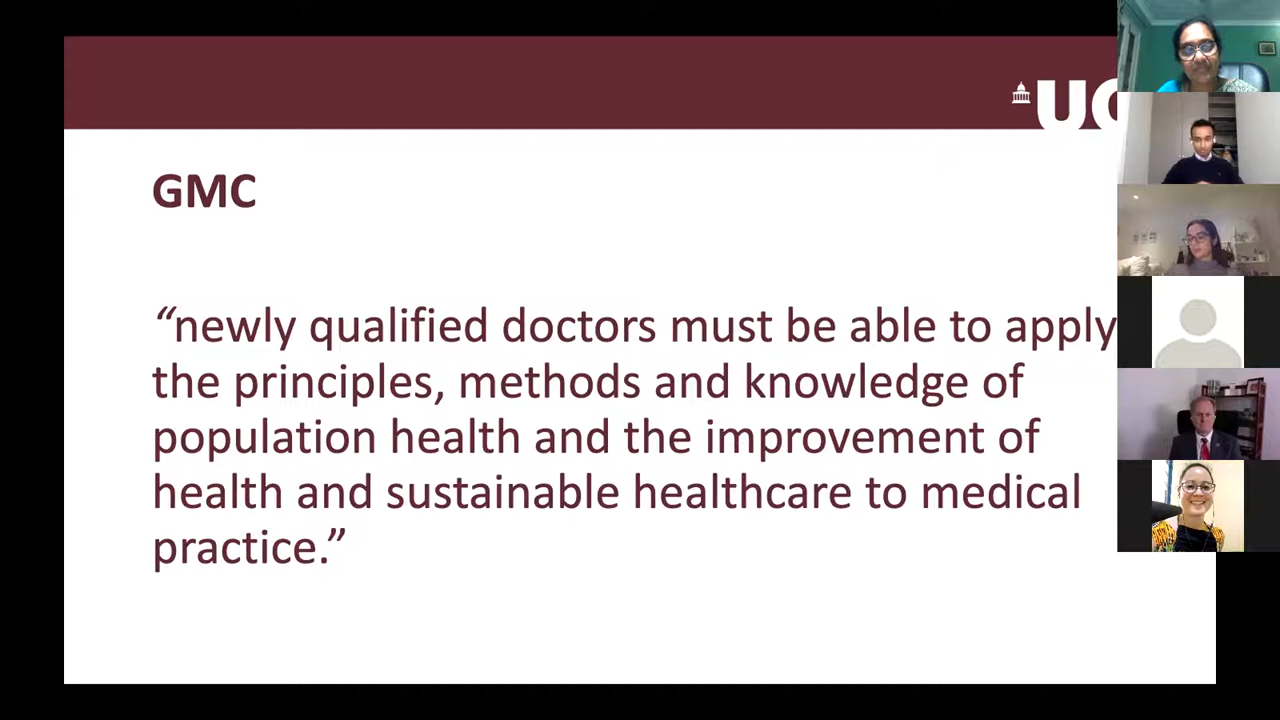 UC
GMC
“newly qualified doctors must be able to apply
the principles, methods and knowledge of
population health and the improvement of
health and sustainable healthcare to medical
practice.”